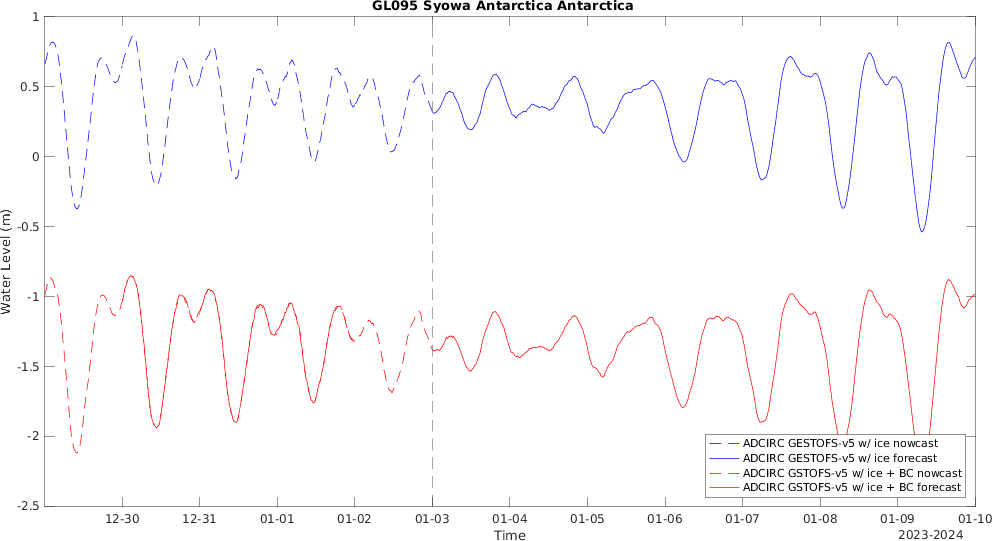 GL095 Syowa Antarctica Antarctica
Water Level (m)
1
0.5
0
-0.5
-1
-1.5
-2
-2.5
ADCIRC GESTOFS-v5 w/ ice nowcast
ADCIRC GESTOFS-v5 w/ ice forecast
ADCIRC GSTOFS-v5 w/ ice + BC nowcast
ADCIRC GSTOFS-v5 w/ ice + BC forecast
12-30 12-31 01-01 01-02 01-03 01-04 01-05 01-06 01-07 01-08 01-09 01-10
Time
2023-2024